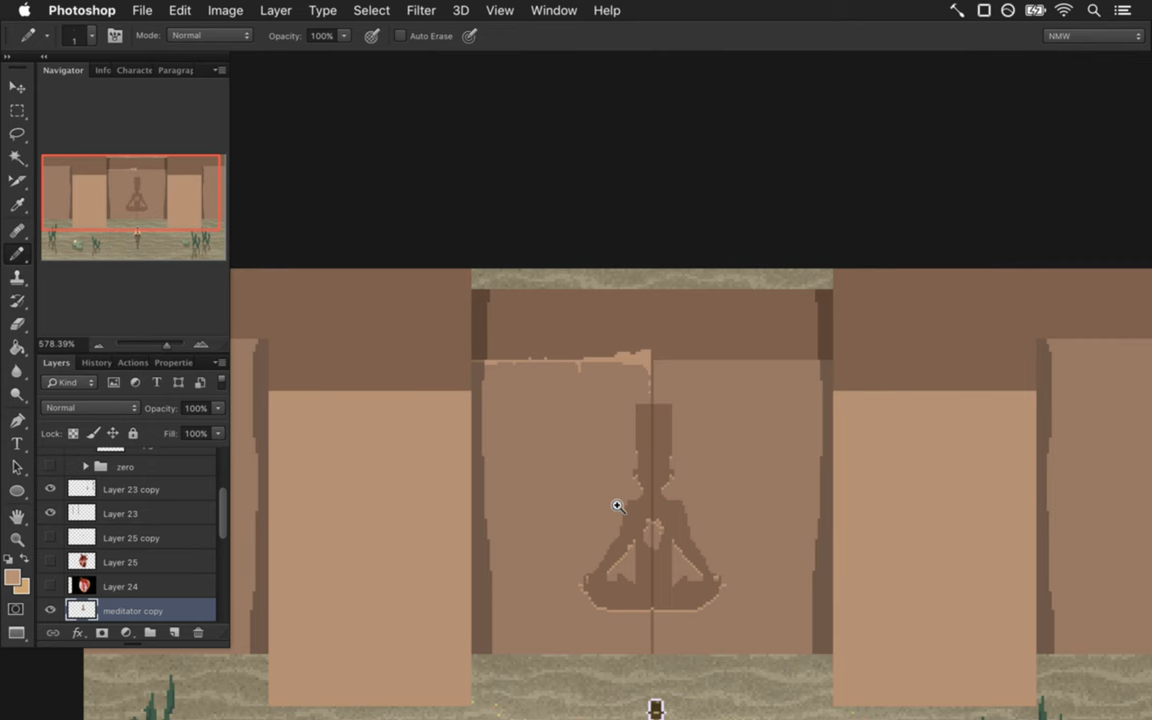 Photoshop File Edit Image Layer Type Select Filter 3D View Window Help
1 Mode: Normal Opacity: 100% Auto Erase NMW
Navigator Info Characte Paragrap
578.39%
Layers History Actions Propertie
Kind
Normal Opacity: 100%
Lock: Fill: 100%
zero
Layer 23 copy
Layer 23
Layer 25 copy
Layer 25
Layer 24
meditator copy
fx